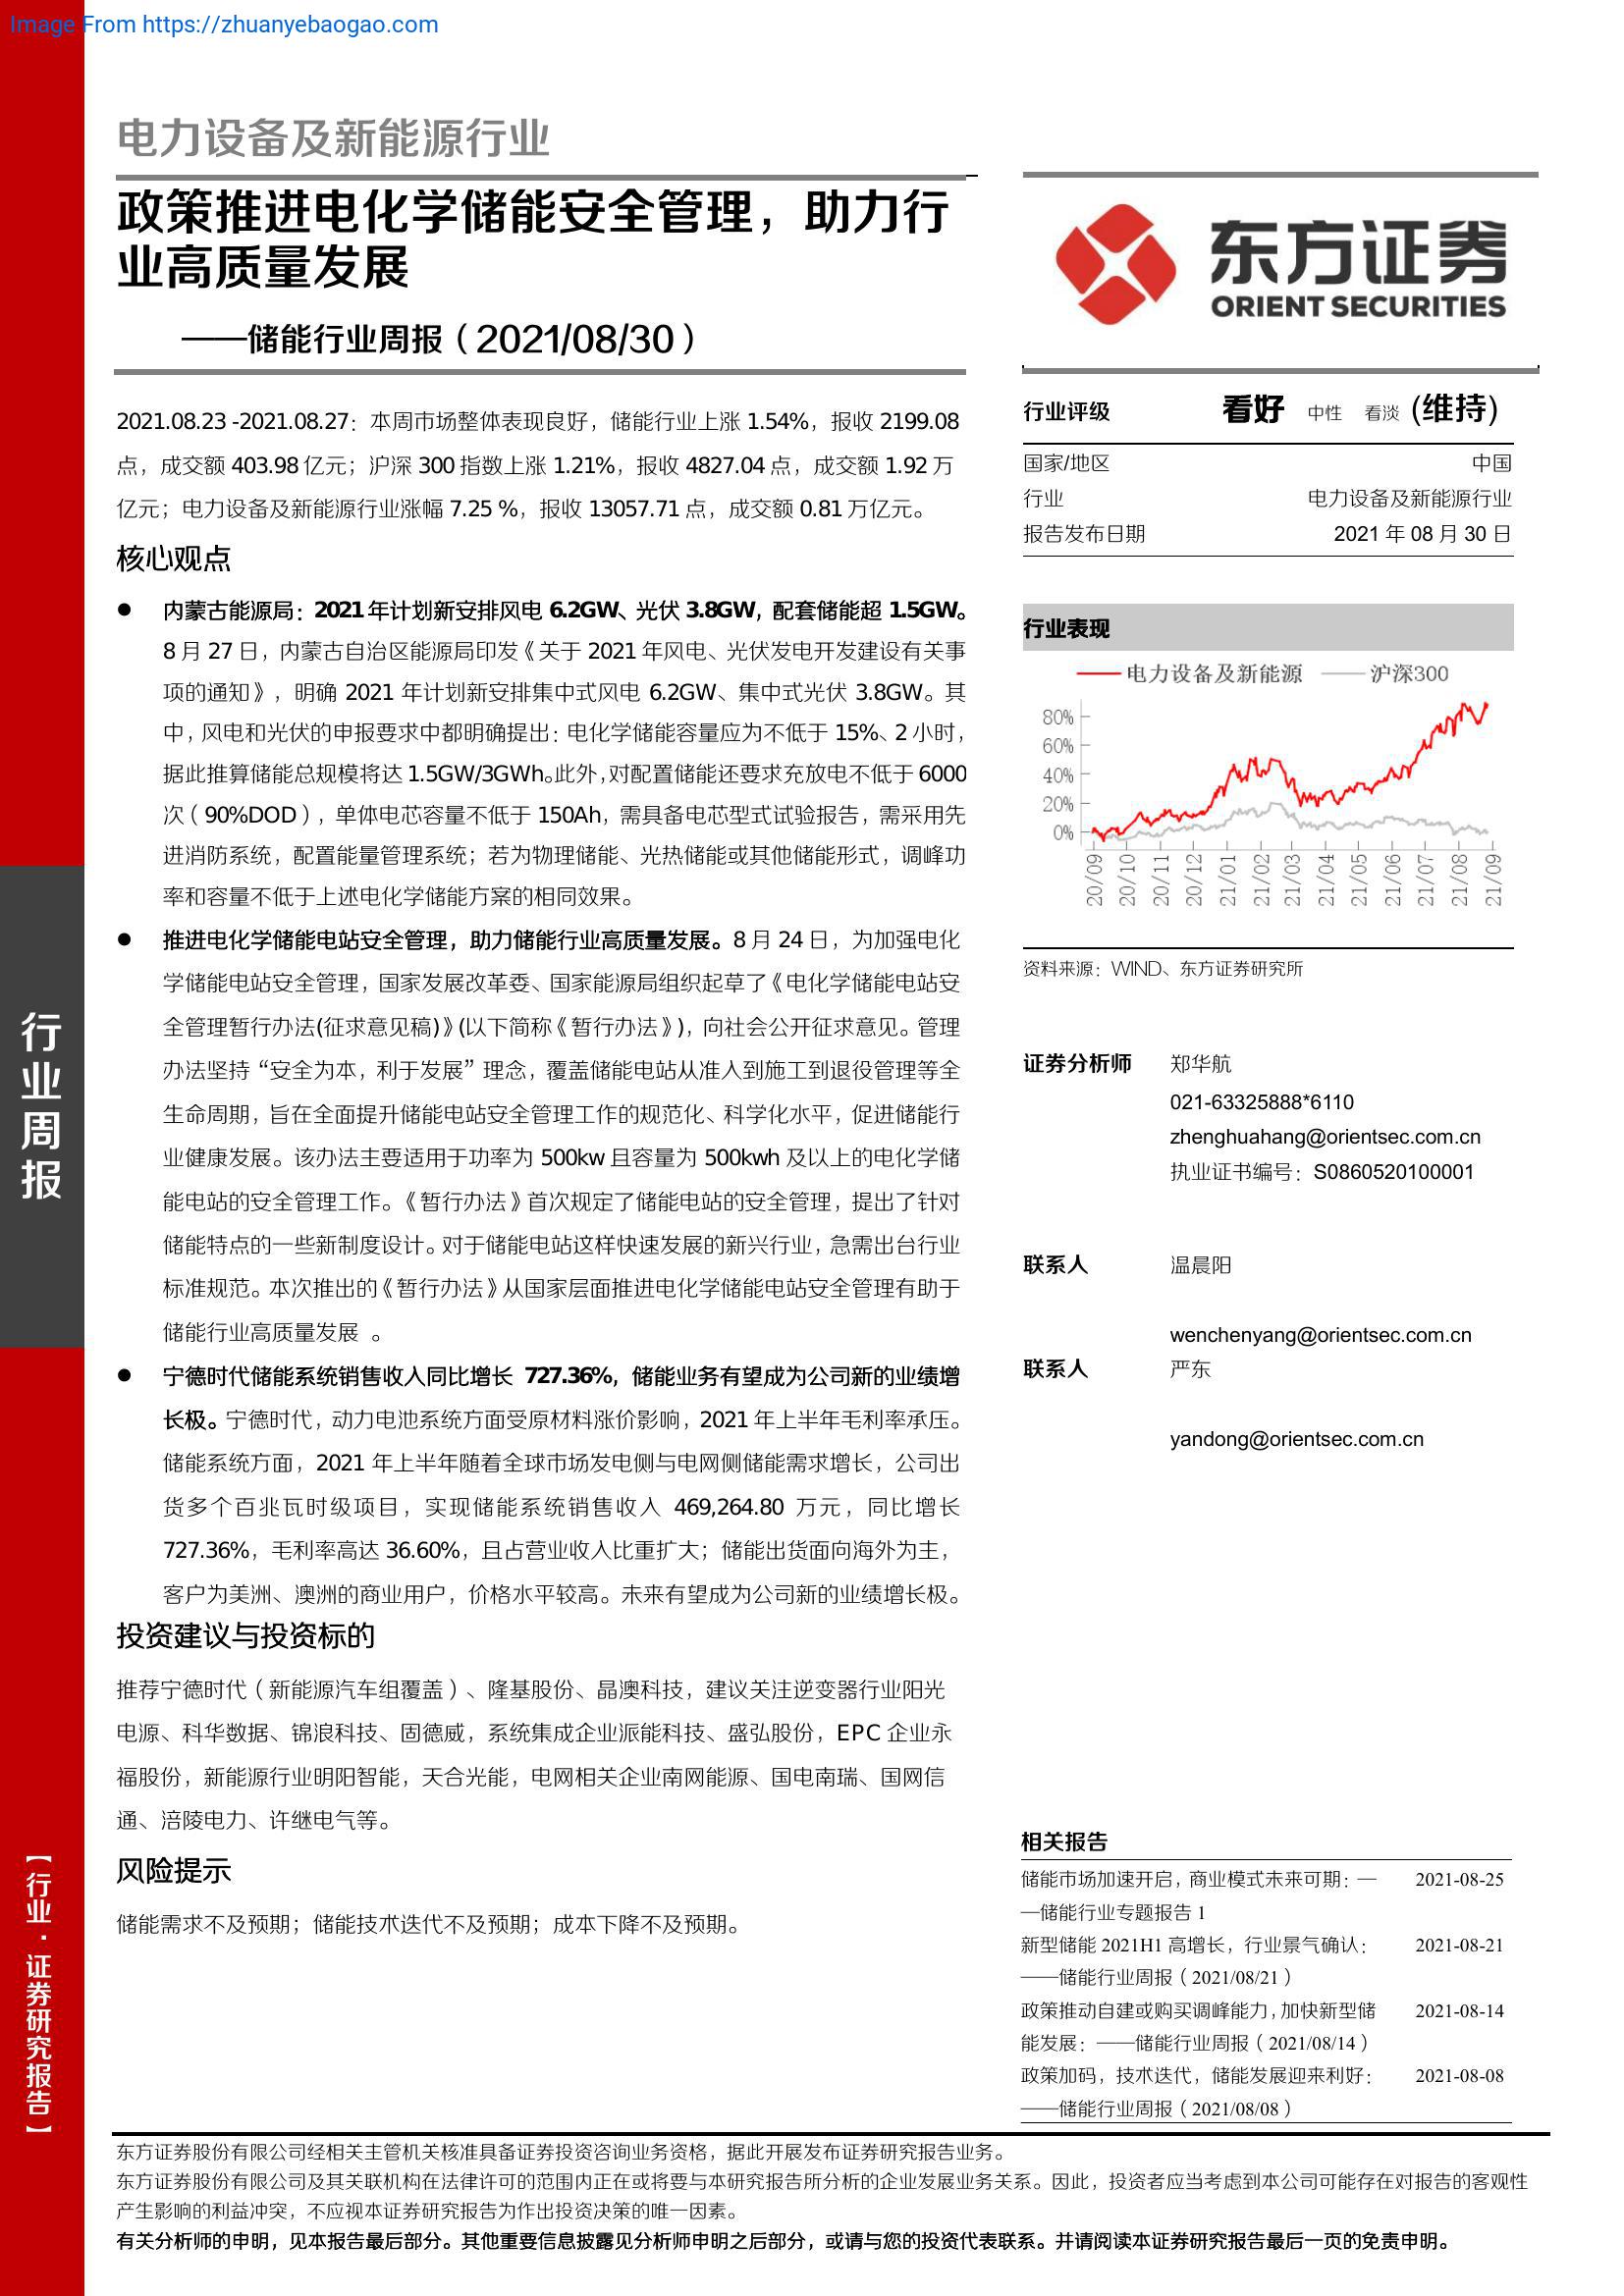 Image From https://zhuanyebaogao.com
电力设备及新能源行业
政策推进电化学储能安全管理，助力行
业高质量发展
——储能行业周报（2021/08/30）
2021.08.23 -2021.08.27：本周市场整体表现良好，储能行业上涨 1.54%，报收 2199.08
点，成交额 403.98 亿元；沪深 300 指数上涨 1.21%，报收 4827.04 点，成交额 1.92 万
亿元；电力设备及新能源行业涨幅 7.25 %，报收 13057.71 点，成交额 0.81 万亿元。
核心观点
● 内蒙古能源局：2021 年计划新安排风电 6.2GW、光伏 3.8GW，配套储能超 1.5GW。
8 月 27 日，内蒙古自治区能源局印发《关于 2021 年风电、光伏发电开发建设有关事
项的通知》，明确 2021 年计划新安排集中式风电 6.2GW、集中式光伏 3.8GW。其
中，风电和光伏的申报要求中都明确提出：电化学储能容量应为不低于 15%、2 小时，
据此推算储能总规模将达 1.5GW/3GWh。此外，对配置储能还要求充放电不低于 6000
次（90%DOD），单体电芯容量不低于 150Ah，需具备电芯型式试验报告，需采用先
进消防系统，配置能量管理系统；若为物理储能、光热储能或其他储能形式，调峰功
率和容量不低于上述电化学储能方案的相同效果。
● 推进电化学储能电站安全管理，助力储能行业高质量发展。8 月 24 日，为加强电化
学储能电站安全管理，国家发展改革委、国家能源局组织起草了《电化学储能电站安
全管理暂行办法(征求意见稿)》(以下简称《暂行办法》)，向社会公开征求意见。管理
办法坚持“安全为本，利于发展”理念，覆盖储能电站从准入到施工到退役管理等全
生命周期，旨在全面提升储能电站安全管理工作的规范化、科学化水平，促进储能行
业健康发展。该办法主要适用于功率为 500kw 且容量为 500kwh 及以上的电化学储
能电站的安全管理工作。《暂行办法》首次规定了储能电站的安全管理，提出了针对
储能特点的一些新制度设计。对于储能电站这样快速发展的新兴行业，急需出台行业
标准规范。本次推出的《暂行办法》从国家层面推进电化学储能电站安全管理有助于
储能行业高质量发展 。
● 宁德时代储能系统销售收入同比增长 727.36%，储能业务有望成为公司新的业绩增
长极。宁德时代，动力电池系统方面受原材料涨价影响，2021 年上半年毛利率承压。
储能系统方面，2021 年上半年随着全球市场发电侧与电网侧储能需求增长，公司出
货多个百兆瓦时级项目，实现储能系统销售收入 469,264.80 万元，同比增长
727.36%，毛利率高达 36.60%，且占营业收入比重扩大；储能出货面向海外为主，
客户为美洲、澳洲的商业用户，价格水平较高。未来有望成为公司新的业绩增长极。
投资建议与投资标的
推荐宁德时代（新能源汽车组覆盖）、隆基股份、晶澳科技，建议关注逆变器行业阳光
电源、科华数据、锦浪科技、固德威，系统集成企业派能科技、盛弘股份，EPC 企业永
福股份，新能源行业明阳智能，天合光能，电网相关企业南网能源、国电南瑞、国网信
通、涪陵电力、许继电气等。
风险提示
储能需求不及预期；储能技术迭代不及预期；成本下降不及预期。
东方证券
ORIENT SECURITIES
行业评级 看好 中性 看淡 (维持)
国家/地区 中国
行业 电力设备及新能源行业
报告发布日期 2021 年 08 月 30 日
行业表现
电力设备及新能源 沪深300
80%
60%
40%
20%
0%
20/09 20/10 20/11 20/12 21/01 21/02 21/03 21/04 21/05 21/06 21/07 21/08 21/09
资料来源：WIND、东方证券研究所
证券分析师 郑华航
021-63325888*6110
zhenghuahang@orientsec.com.cn
执业证书编号：S0860520100001
联系人 温晨阳
wenchenyang@orientsec.com.cn
联系人 严东
yandong@orientsec.com.cn
相关报告
储能市场加速开启，商业模式未来可期：— 2021-08-25
—储能行业专题报告 1
新型储能 2021H1 高增长，行业景气确认： 2021-08-21
——储能行业周报（2021/08/21）
政策推动自建或购买调峰能力，加快新型储 2021-08-14
能发展：——储能行业周报（2021/08/14）
政策加码，技术迭代，储能发展迎来利好： 2021-08-08
——储能行业周报（2021/08/08）
行业周报
【行业·证券研究报告】
东方证券股份有限公司经相关主管机关核准具备证券投资咨询业务资格，据此开展发布证券研究报告业务。
东方证券股份有限公司及其关联机构在法律许可的范围内正在或将要与本研究报告所分析的企业发展业务关系。因此，投资者应当考虑到本公司可能存在对报告的客观性
产生影响的利益冲突，不应视本证券研究报告为作出投资决策的唯一因素。
有关分析师的申明，见本报告最后部分。其他重要信息披露见分析师申明之后部分，或请与您的投资代表联系。并请阅读本证券研究报告最后一页的免责申明。